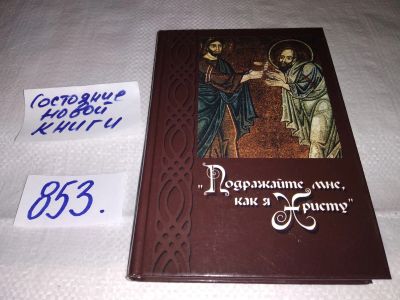 Состояние
новой
книги
853.
"Подражайте мне,
как я Христу"